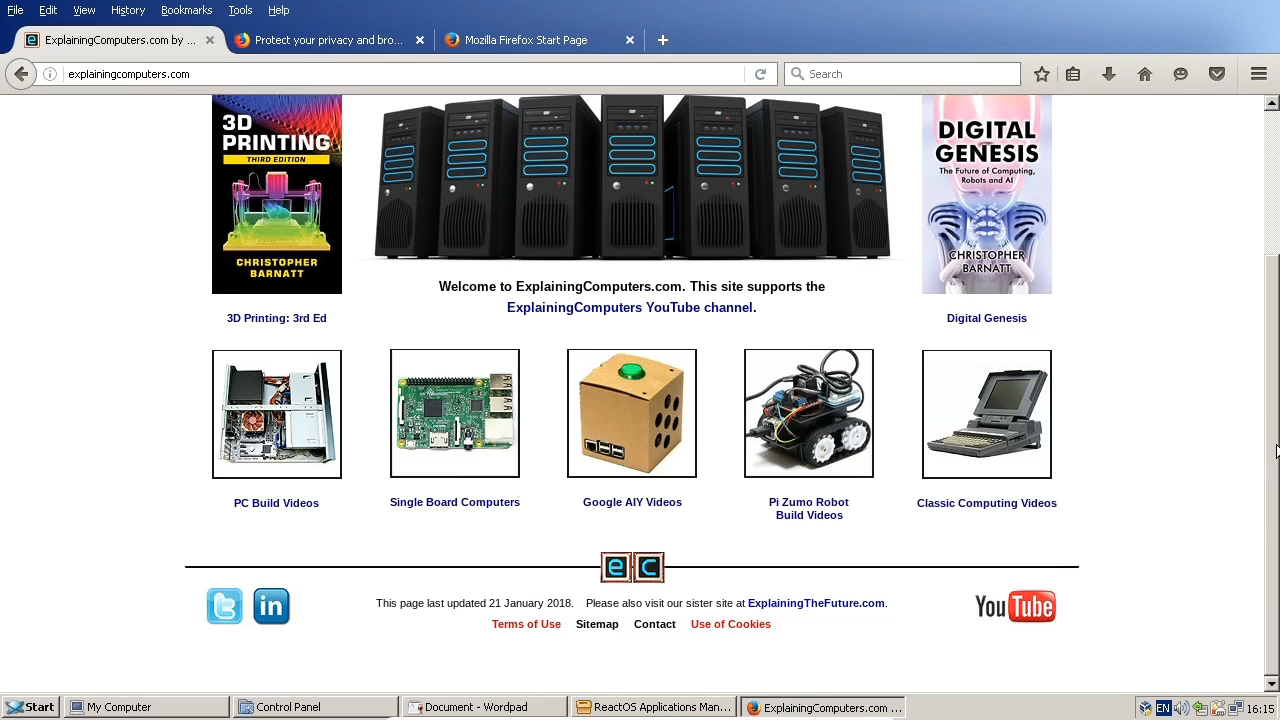 File Edit View History Bookmarks Tools Help
ExplainingComputers.com by ...
Protect your privacy and bro...
Mozilla Firefox Start Page
explainingcomputers.com
Search
3D
PRINTING
THIRD EDITION
CHRISTOPHER
BARNATT
DIGITAL
GENESIS
The Future of Computing,
Robots and AI
CHRISTOPHER
BARNATT
Welcome to ExplainingComputers.com. This site supports the
ExplainingComputers YouTube channel.
3D Printing: 3rd Ed
Digital Genesis
PC Build Videos
Single Board Computers
Google AIY Videos
Pi Zumo Robot
Build Videos
Classic Computing Videos
e c
in
This page last updated 21 January 2018. Please also visit our sister site at ExplainingTheFuture.com.
Terms of Use Sitemap Contact Use of Cookies
YouTube
Start
My Computer
Control Panel
Document - Wordpad
ReactOS Applications Man...
ExplainingComputers.com ...
EN
16:15